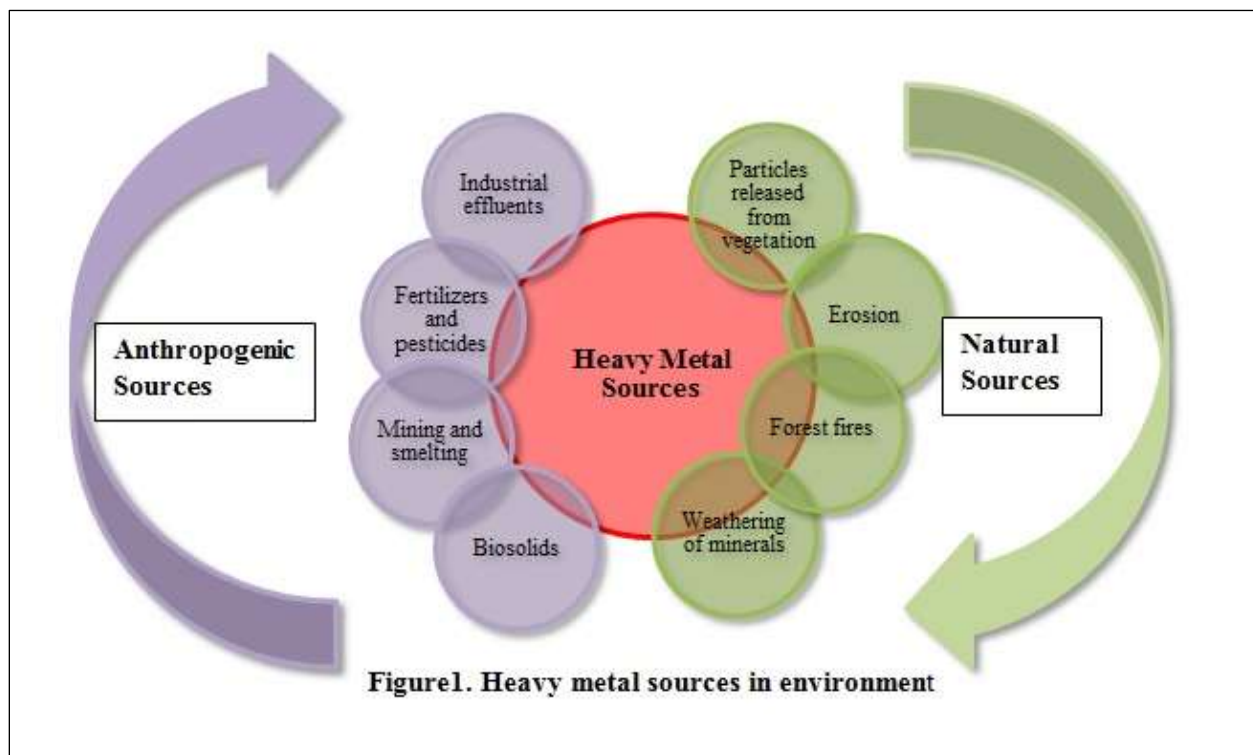 Industrial
effluents
Fertilizers
and
pesticides
Anthropogenic
Sources
Mining and
smelting
Biosolids
Heavy Metal
Sources
Particles
released
from
vegetation
Erosion
Natural
Sources
Forest fires
Weathering
of minerals
Figure1. Heavy metal sources in environment